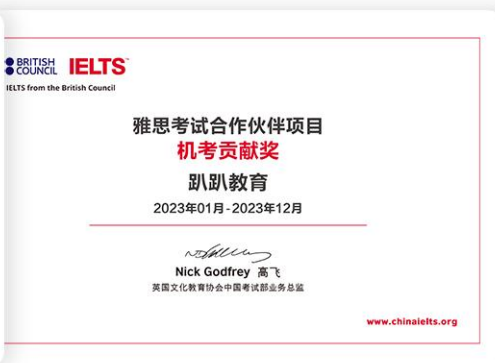 BRITISH
COUNCIL
IELTS™
IELTS from the British Council
雅思考试合作伙伴项目
机考贡献奖
趴趴教育
2023年01月-2023年12月
Nick Godfrey 高飞
英国文化教育协会中国考试部业务总监
www.chinaielts.org